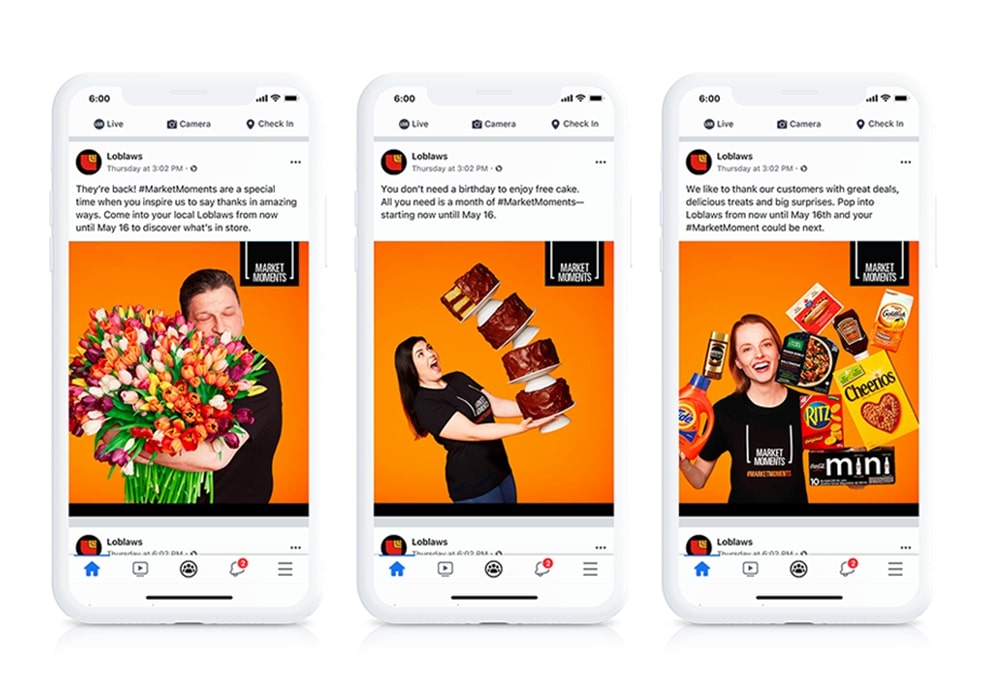 6:00
LIVE Live
Camera
Check In
Loblaws
Thursday at 3:02 PM ·
They're back! #MarketMoments are a special
time when you inspire us to say thanks in amazing
ways. Come into your local Loblaws from now
until May 16 to discover what's in store.
MARKET
MOMENTS
Loblaws
Thursday at 6:02 PM ·
2
6:00
LIVE Live
Camera
Check In
Loblaws
Thursday at 3:02 PM ·
You don't need a birthday to enjoy free cake.
All you need is a month of #MarketMoments—
starting now untill May 16.
MARKET
MOMENTS
MARKET
MOMENTS
Loblaws
Thursday at 6:02 PM ·
2
6:00
LIVE Live
Camera
Check In
Loblaws
Thursday at 3:02 PM ·
We like to thank our customers with great deals,
delicious treats and big surprises. Pop into
Loblaws from now until May 16th and your
#MarketMoment could be next.
MARKET
MOMENTS
Goldfish
Cheerios
Tide
RITZ
Original
MARKET
MOMENTS
#MARKETMOMENTS
Coca-Cola
mini
10
Loblaws
Thursday at 6:02 PM ·
2